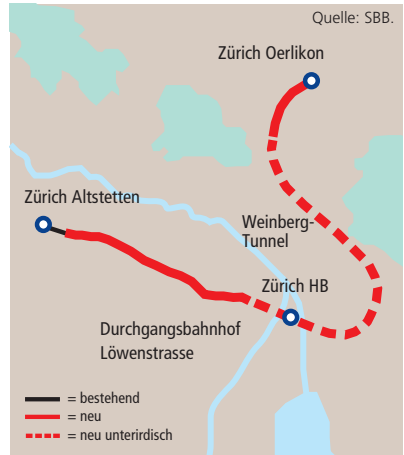 Quelle: SBB.
Zürich Oerlikon
Zürich Altstetten
Weinberg-
Tunnel
Zürich HB
Durchgangsbahnhof
Löwenstrasse
= bestehend
= neu
= neu unterirdisch